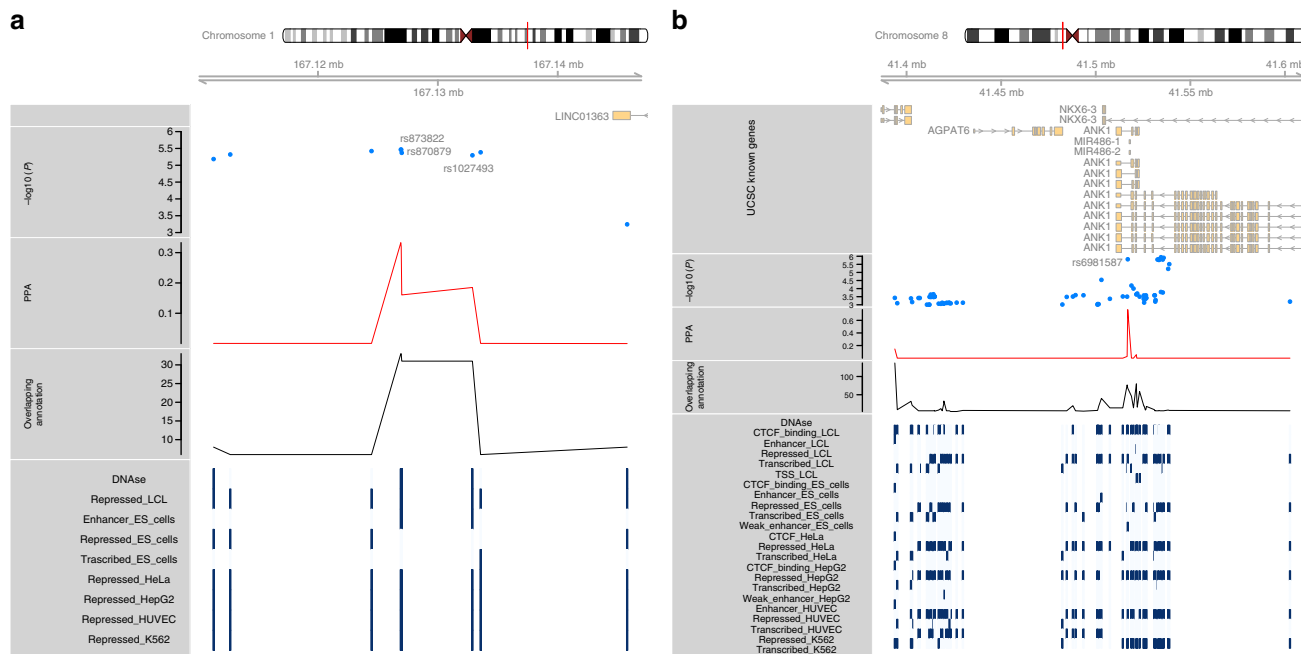 a
Chromosome 1
167.12 mb
167.14 mb
167.13 mb
LINC01363
–log10 (P)
6
5.5
5
4.5
4
3.5
3
rs873822
rs870879
rs1027493
PPA
0.3
0.2
0.1
Overlapping
annotation
30
25
20
15
10
DNAse
Repressed_LCL
Enhancer_ES_cells
Repressed_ES_cells
Trascribed_ES_cells
Repressed_HeLa
Repressed_HepG2
Repressed_HUVEC
Repressed_K562
b
Chromosome 8
41.4 mb
41.5 mb
41.6 mb
41.45 mb
41.55 mb
UCSC known genes
NKX6-3
NKX6-3
AGPAT6
ANK1
MIR486-1
MIR486-2
ANK1
ANK1
ANK1
ANK1
ANK1
ANK1
ANK1
ANK1
ANK1
–log10 (P)
6
5.5
5
4.5
4
3.5
3
rs6981587
PPA
0.6
0.4
0.2
Overlapping
annotation
100
50
DNAse
CTCF_binding_LCL
Enhancer_LCL
Repressed_LCL
Transcribed_LCL
TSS_LCL
CTCF_binding_ES_cells
Enhancer_ES_cells
Repressed_ES_cells
Transcribed_ES_cells
Weak_enhancer_ES_cells
CTCF_HeLa
Repressed_HeLa
Transcribed_HeLa
CTCF_binding_HepG2
Repressed_HepG2
Transcribed_HepG2
Weak_enhancer_HepG2
Enhancer_HUVEC
Repressed_HUVEC
Transcribed_HUVEC
Repressed_K562
Transcribed_K562